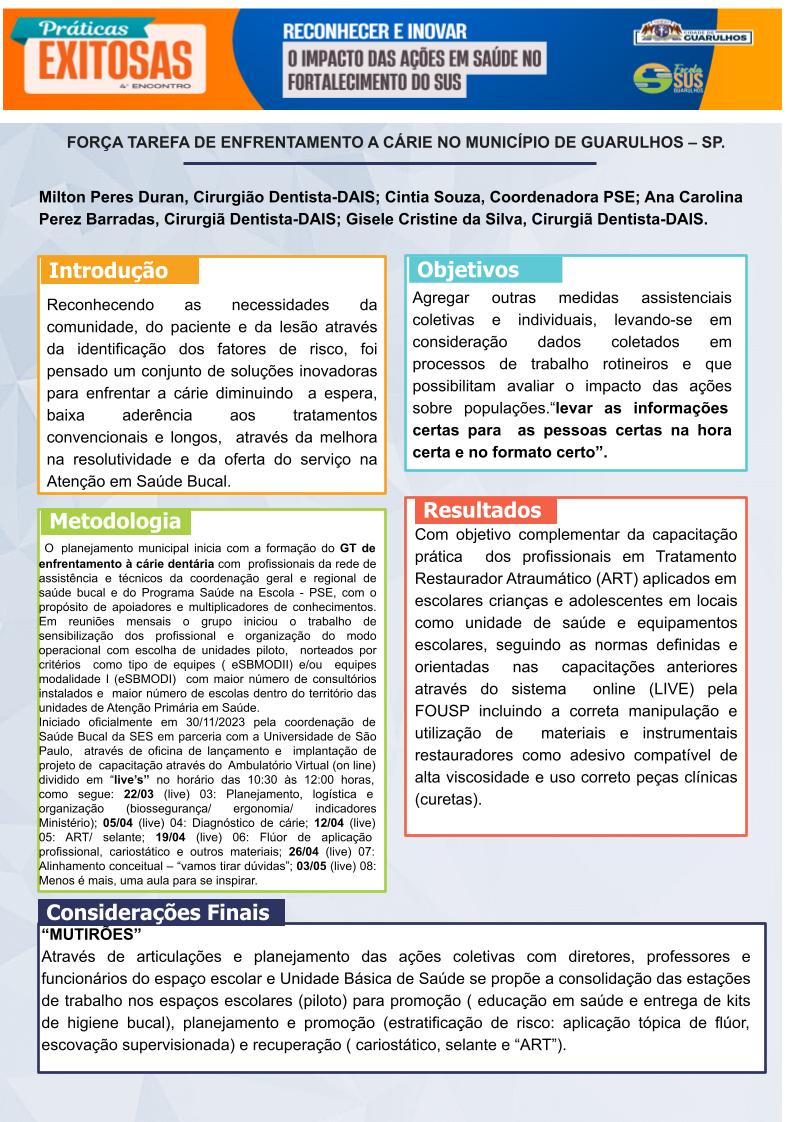 Práticas
EXITOSAS
4º ENCONTRO
RECONHECER E INOVAR
O IMPACTO DAS AÇÕES EM SAÚDE NO
FORTALECIMENTO DO SUS
CIDADE DE
GUARULHOS
Escola
SUS
GUARULHOS
FORÇA TAREFA DE ENFRENTAMENTO A CÁRIE NO MUNICÍPIO DE GUARULHOS – SP.
Milton Peres Duran, Cirurgião Dentista-DAIS; Cintia Souza, Coordenadora PSE; Ana Carolina
Perez Barradas, Cirurgiã Dentista-DAIS; Gisele Cristine da Silva, Cirurgiã Dentista-DAIS.
Introdução
Reconhecendo as necessidades da
comunidade, do paciente e da lesão através
da identificação dos fatores de risco, foi
pensado um conjunto de soluções inovadoras
para enfrentar a cárie diminuindo a espera,
baixa aderência aos tratamentos
convencionais e longos, através da melhora
na resolutividade e da oferta do serviço na
Atenção em Saúde Bucal.
Objetivos
Agregar outras medidas assistenciais
coletivas e individuais, levando-se em
consideração dados coletados em
processos de trabalho rotineiros e que
possibilitam avaliar o impacto das ações
sobre populações.“levar as informações
certas para as pessoas certas na hora
certa e no formato certo”.
Metodologia
O planejamento municipal inicia com a formação do GT de
enfrentamento à cárie dentária com profissionais da rede de
assistência e técnicos da coordenação geral e regional de
saúde bucal e do Programa Saúde na Escola - PSE, com o
propósito de apoiadores e multiplicadores de conhecimentos.
Em reuniões mensais o grupo iniciou o trabalho de
sensibilização dos profissional e organização do modo
operacional com escolha de unidades piloto, norteados por
critérios como tipo de equipes ( eSBMODII) e/ou equipes
modalidade I (eSBMODI) com maior número de consultórios
instalados e maior número de escolas dentro do território das
unidades de Atenção Primária em Saúde.
Iniciado oficialmente em 30/11/2023 pela coordenação de
Saúde Bucal da SES em parceria com a Universidade de São
Paulo, através de oficina de lançamento e implantação de
projeto de capacitação através do Ambulatório Virtual (on line)
dividido em “live’s” no horário das 10:30 às 12:00 horas,
como segue: 22/03 (live) 03: Planejamento, logística e
organização (biossegurança/ ergonomia/ indicadores
Ministério); 05/04 (live) 04: Diagnóstico de cárie; 12/04 (live)
05: ART/ selante; 19/04 (live) 06: Flúor de aplicação
profissional, cariostático e outros materiais; 26/04 (live) 07:
Alinhamento conceitual – “vamos tirar dúvidas”; 03/05 (live) 08:
Menos é mais, uma aula para se inspirar.
Resultados
Com objetivo complementar da capacitação
prática dos profissionais em Tratamento
Restaurador Atraumático (ART) aplicados em
escolares crianças e adolescentes em locais
como unidade de saúde e equipamentos
escolares, seguindo as normas definidas e
orientadas nas capacitações anteriores
através do sistema online (LIVE) pela
FOUSP incluindo a correta manipulação e
utilização de materiais e instrumentais
restauradores como adesivo compatível de
alta viscosidade e uso correto peças clínicas
(curetas).
Considerações Finais
“MUTIRÕES”
Através de articulações e planejamento das ações coletivas com diretores, professores e
funcionários do espaço escolar e Unidade Básica de Saúde se propõe a consolidação das estações
de trabalho nos espaços escolares (piloto) para promoção ( educação em saúde e entrega de kits
de higiene bucal), planejamento e promoção (estratificação de risco: aplicação tópica de flúor,
escovação supervisionada) e recuperação ( cariostático, selante e “ART”).